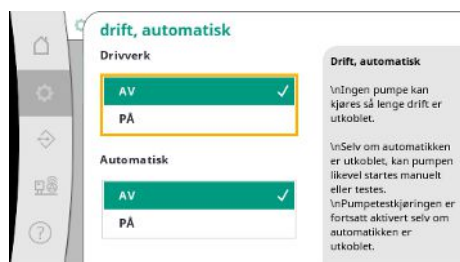 drift, automatisk
Drivverk
AV
PÅ
Automatisk
AV
PÅ
Drift, automatisk
\nIngen pumpe kan
kjøres så lenge drift er
utkoblet.
\nSelv om automatikken
er utkoblet, kan pumpen
likevel startes manuelt
eller testes.
\nPumpetestkjøringen er
fortsatt aktivert selv om
automatikken er
utkoblet.